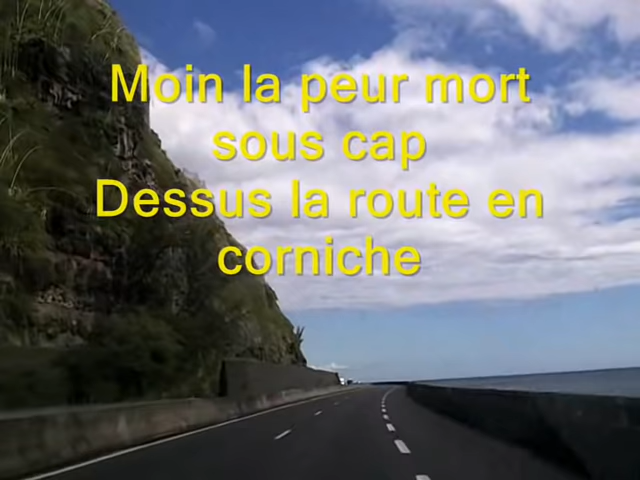 Moin la peur mort
sous cap
Dessus la route en
corniche